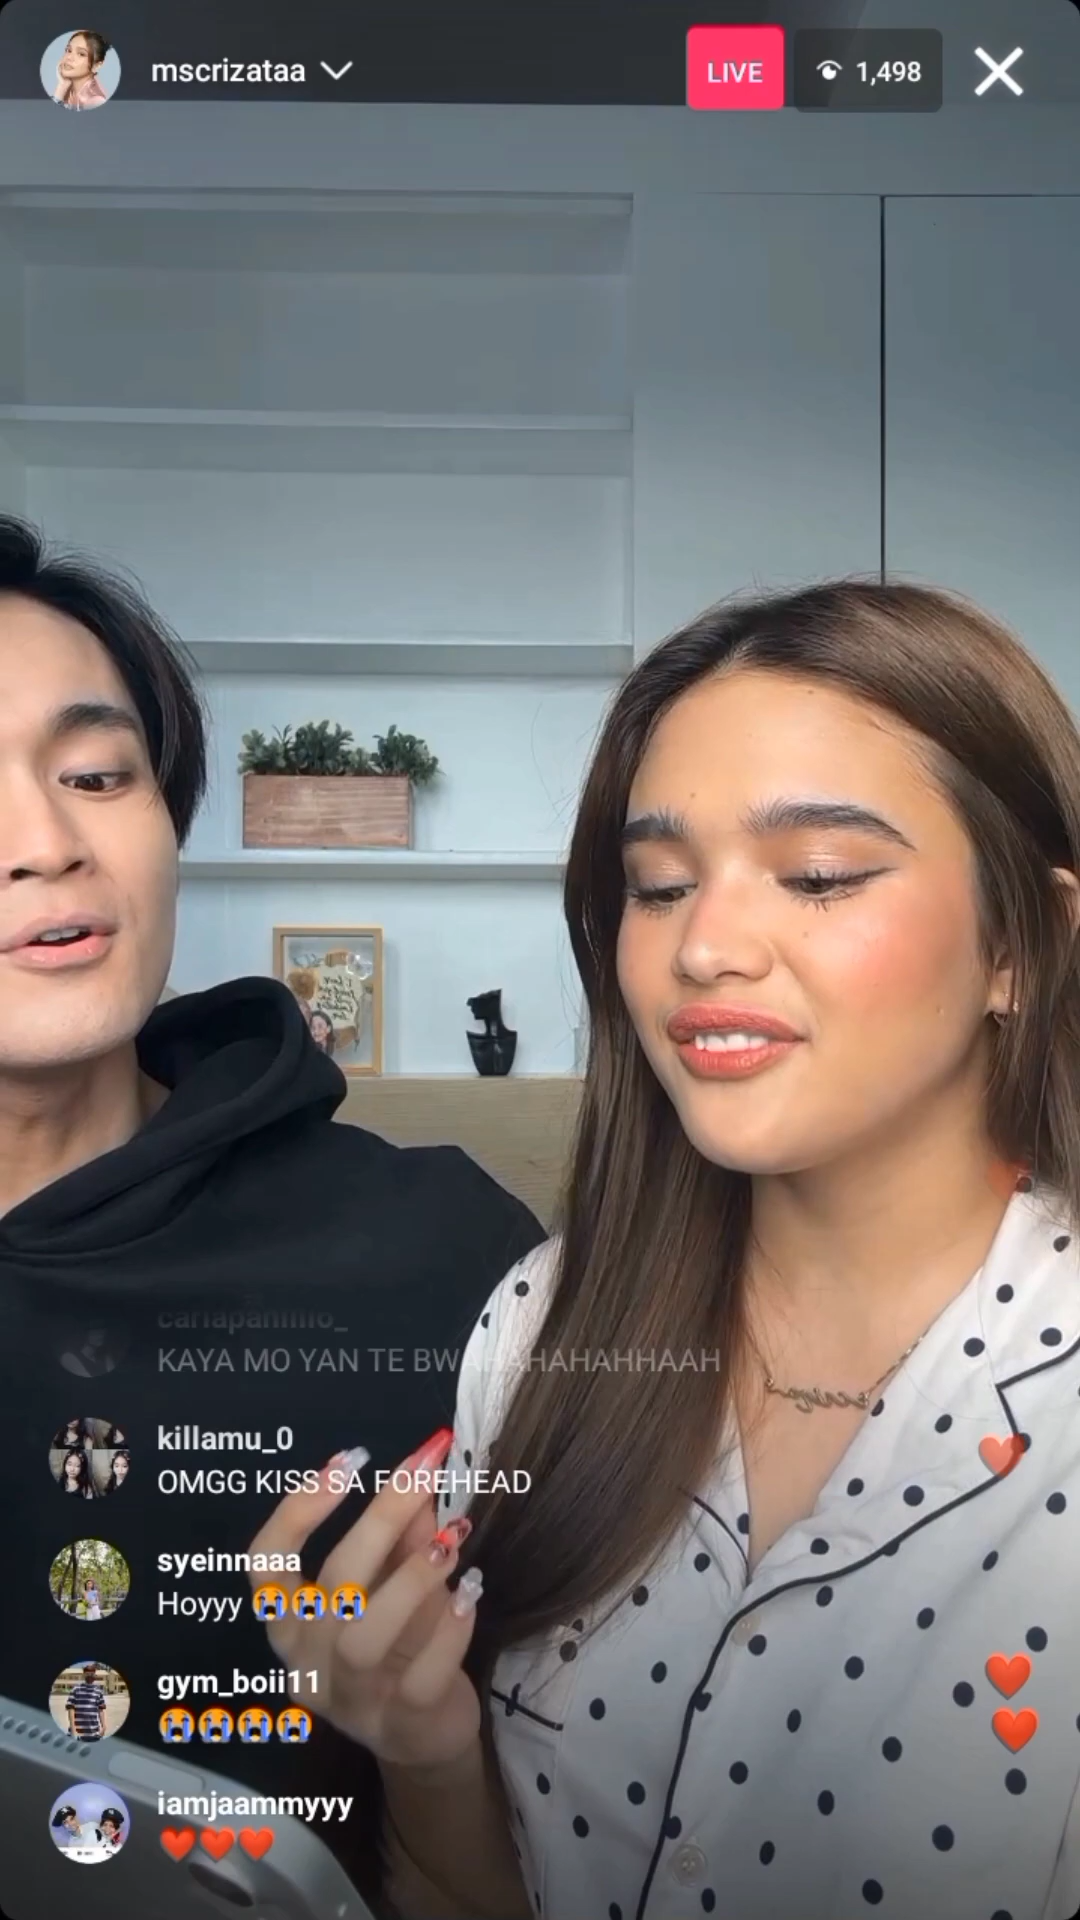 mscrizataa
LIVE
1,498
KAYA MO YAN TE BWAHAHAHAHHAAH
killamu_0
OMGG KISS SA FOREHEAD
syeinnaaa
Hoyyy 😭😭😭
gym_boii11
😭😭😭😭
iamjaammyyy
❤️❤️❤️